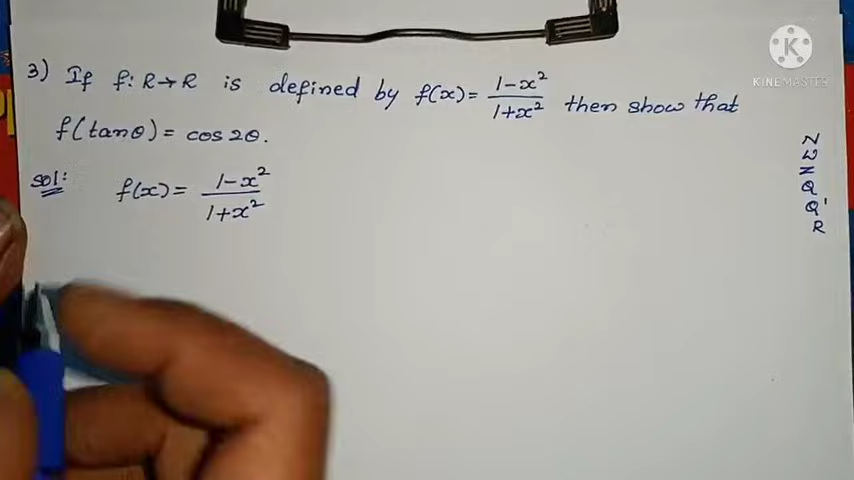 3) If f: R→R is defined by f(x) = 1-x²/1+x² then show that
f(tanθ) = cos 2θ.
Sol: f(x) = 1-x²/1+x²
N
W
Z
Q
Q'
R
KINEMASTER